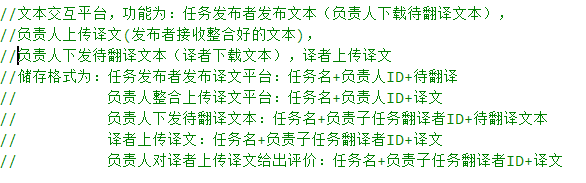 //文本交互平台，功能为：任务发布者发布文本（负责人下载待翻译文本），
//负责人上传译文(发布者接收整合好的文本)，
//负责人下发待翻译文本（译者下载文本），译者上传译文
//储存格式为：任务发布者发布译文平台：任务名+负责人ID+待翻译
// 负责人整合上传译文平台：任务名+负责人ID+译文
// 负责人下发待翻译文本：任务名+负责子任务翻译者ID+待翻译文本
// 译者上传译文：任务名+负责子任务翻译者ID+译文
// 负责人对译者上传译文给出评价：任务名+负责子任务翻译者ID+译文